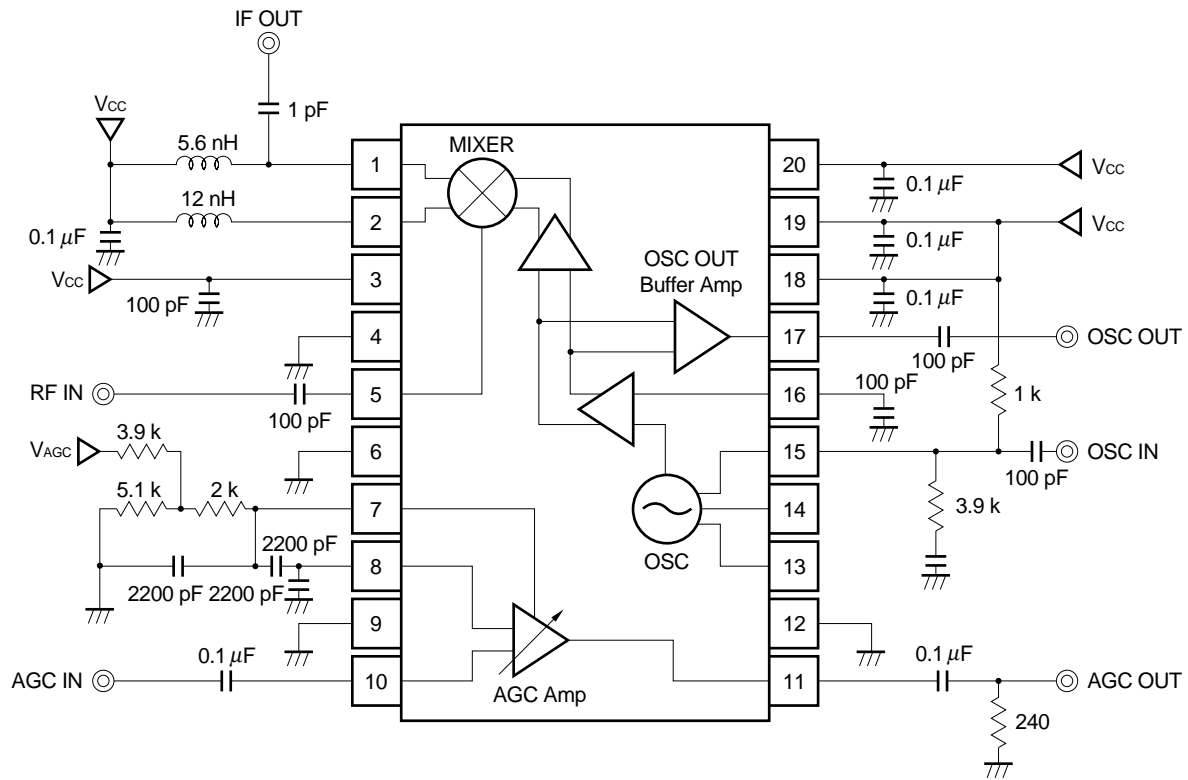 IF OUT
1 pF
VCC
5.6 nH
12 nH
0.1 µF
VCC
100 pF
RF IN
100 pF
VAGC
3.9 k
5.1 k
2 k
2200 pF
2200 pF
2200 pF
AGC IN
0.1 µF
1
2
3
4
5
6
7
8
9
10
MIXER
OSC OUT
Buffer Amp
OSC
AGC Amp
20
19
18
17
16
15
14
13
12
11
0.1 µF
VCC
0.1 µF
VCC
0.1 µF
100 pF
OSC OUT
100 pF
1 k
100 pF
OSC IN
3.9 k
0.1 µF
AGC OUT
240